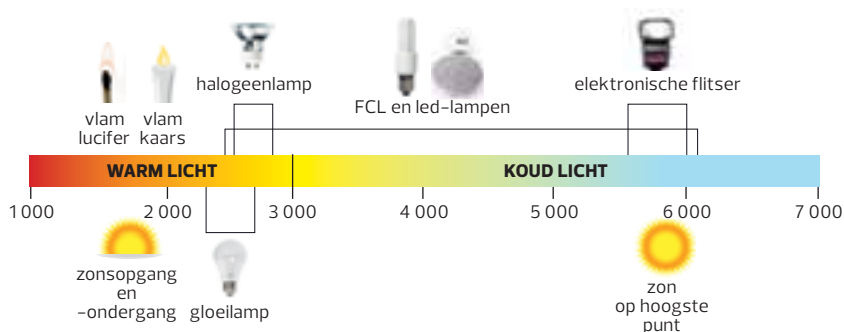 vlam
lucifer
vlam
kaars
halogeenlamp
FCL en led-lampen
elektronische flitser
WARM LICHT
KOUD LICHT
1 000
2 000
3 000
4 000
5 000
6 000
7 000
zonsopgang
en
-ondergang
gloeilamp
zon
op hoogste
punt